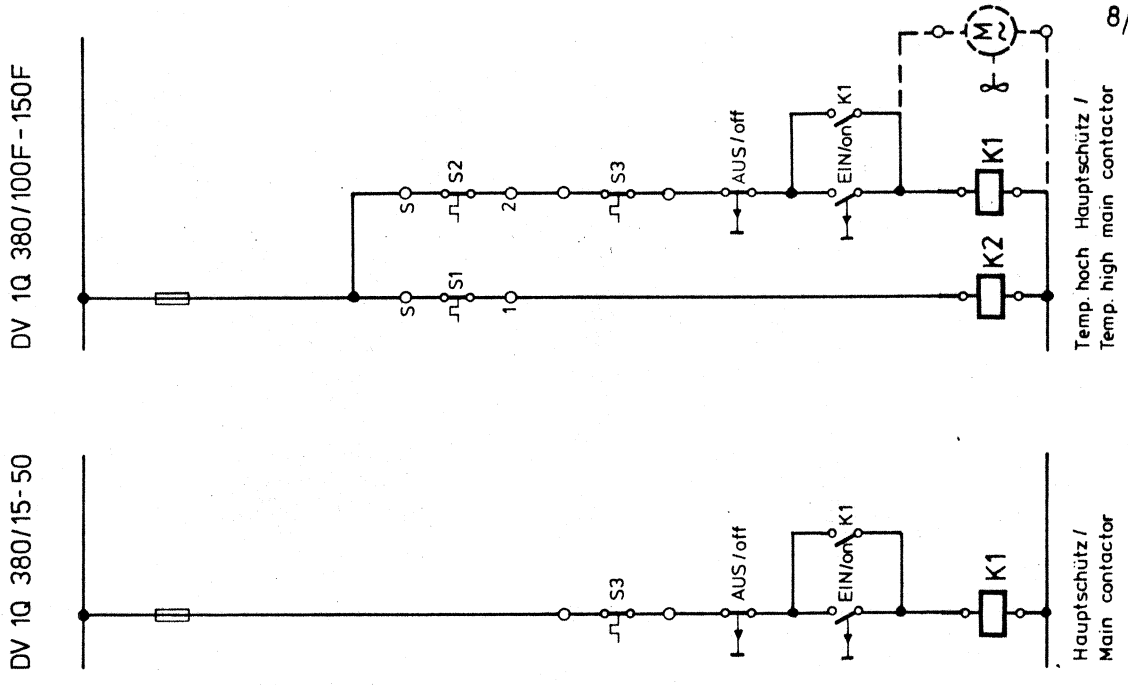 DV 1Q 380/15-50
S3
AUS/off
EIN/on
K1
K1
Hauptschütz /
Main contactor
DV 1Q 380/100F-150F
S
S1
1
K2
S
S2
2
S3
AUS/off
EIN/on
K1
K1
M
~
Temp. hoch Hauptschütz /
Temp. high main contactor
8/